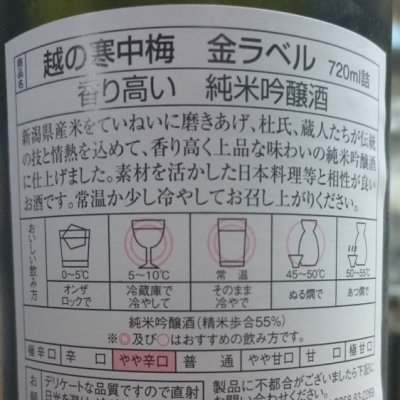 商品名 越の寒中梅 金ラベル 720ml詰
香り高い 純米吟醸酒
新潟県産米をていねいに磨きあげ、杜氏、蔵人たちが伝統
の技と情熱を込めて、香り高く上品な味わいの純米吟醸酒
に仕上げました。素材を活かした日本料理等と相性が良い
お酒です。常温か少し冷やしてお召し上がりください。
おいしい飲み方
0~5℃ 5~10℃ 常温 45~50℃ 50~55℃
オンザ 冷蔵庫で そのまま ぬる燗で あつ燗で
ロックで 冷やして 冷やで
純米吟醸酒(精米歩合55%)
※◎及び○はおすすめの飲み方です。
極辛口 辛口 やや辛口 普通 やや甘口 甘口 極甘口
デリケートな品質ですので直射 製品に不都合がございました